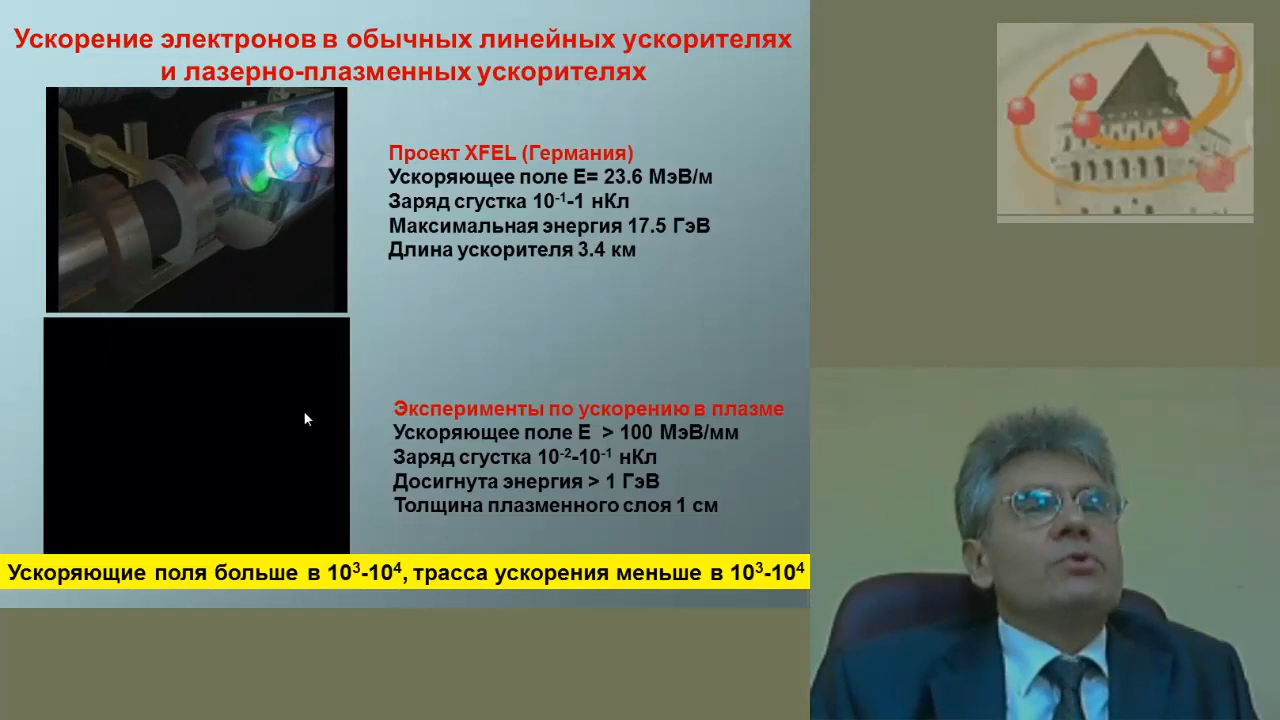 Ускорение электронов в обычных линейных ускорителях
и лазерно-плазменных ускорителях
Проект XFEL (Германия)
Ускоряющее поле E= 23.6 МэВ/м
Заряд сгустка 10⁻¹-1 нКл
Максимальная энергия 17.5 ГэВ
Длина ускорителя 3.4 км
Эксперименты по ускорению в плазме
Ускоряющее поле E > 100 МэВ/мм
Заряд сгустка 10⁻²-10⁻¹ нКл
Досигнута энергия > 1 ГэВ
Толщина плазменного слоя 1 см
Ускоряющие поля больше в 10³-10⁴, трасса ускорения меньше в 10³-10⁴